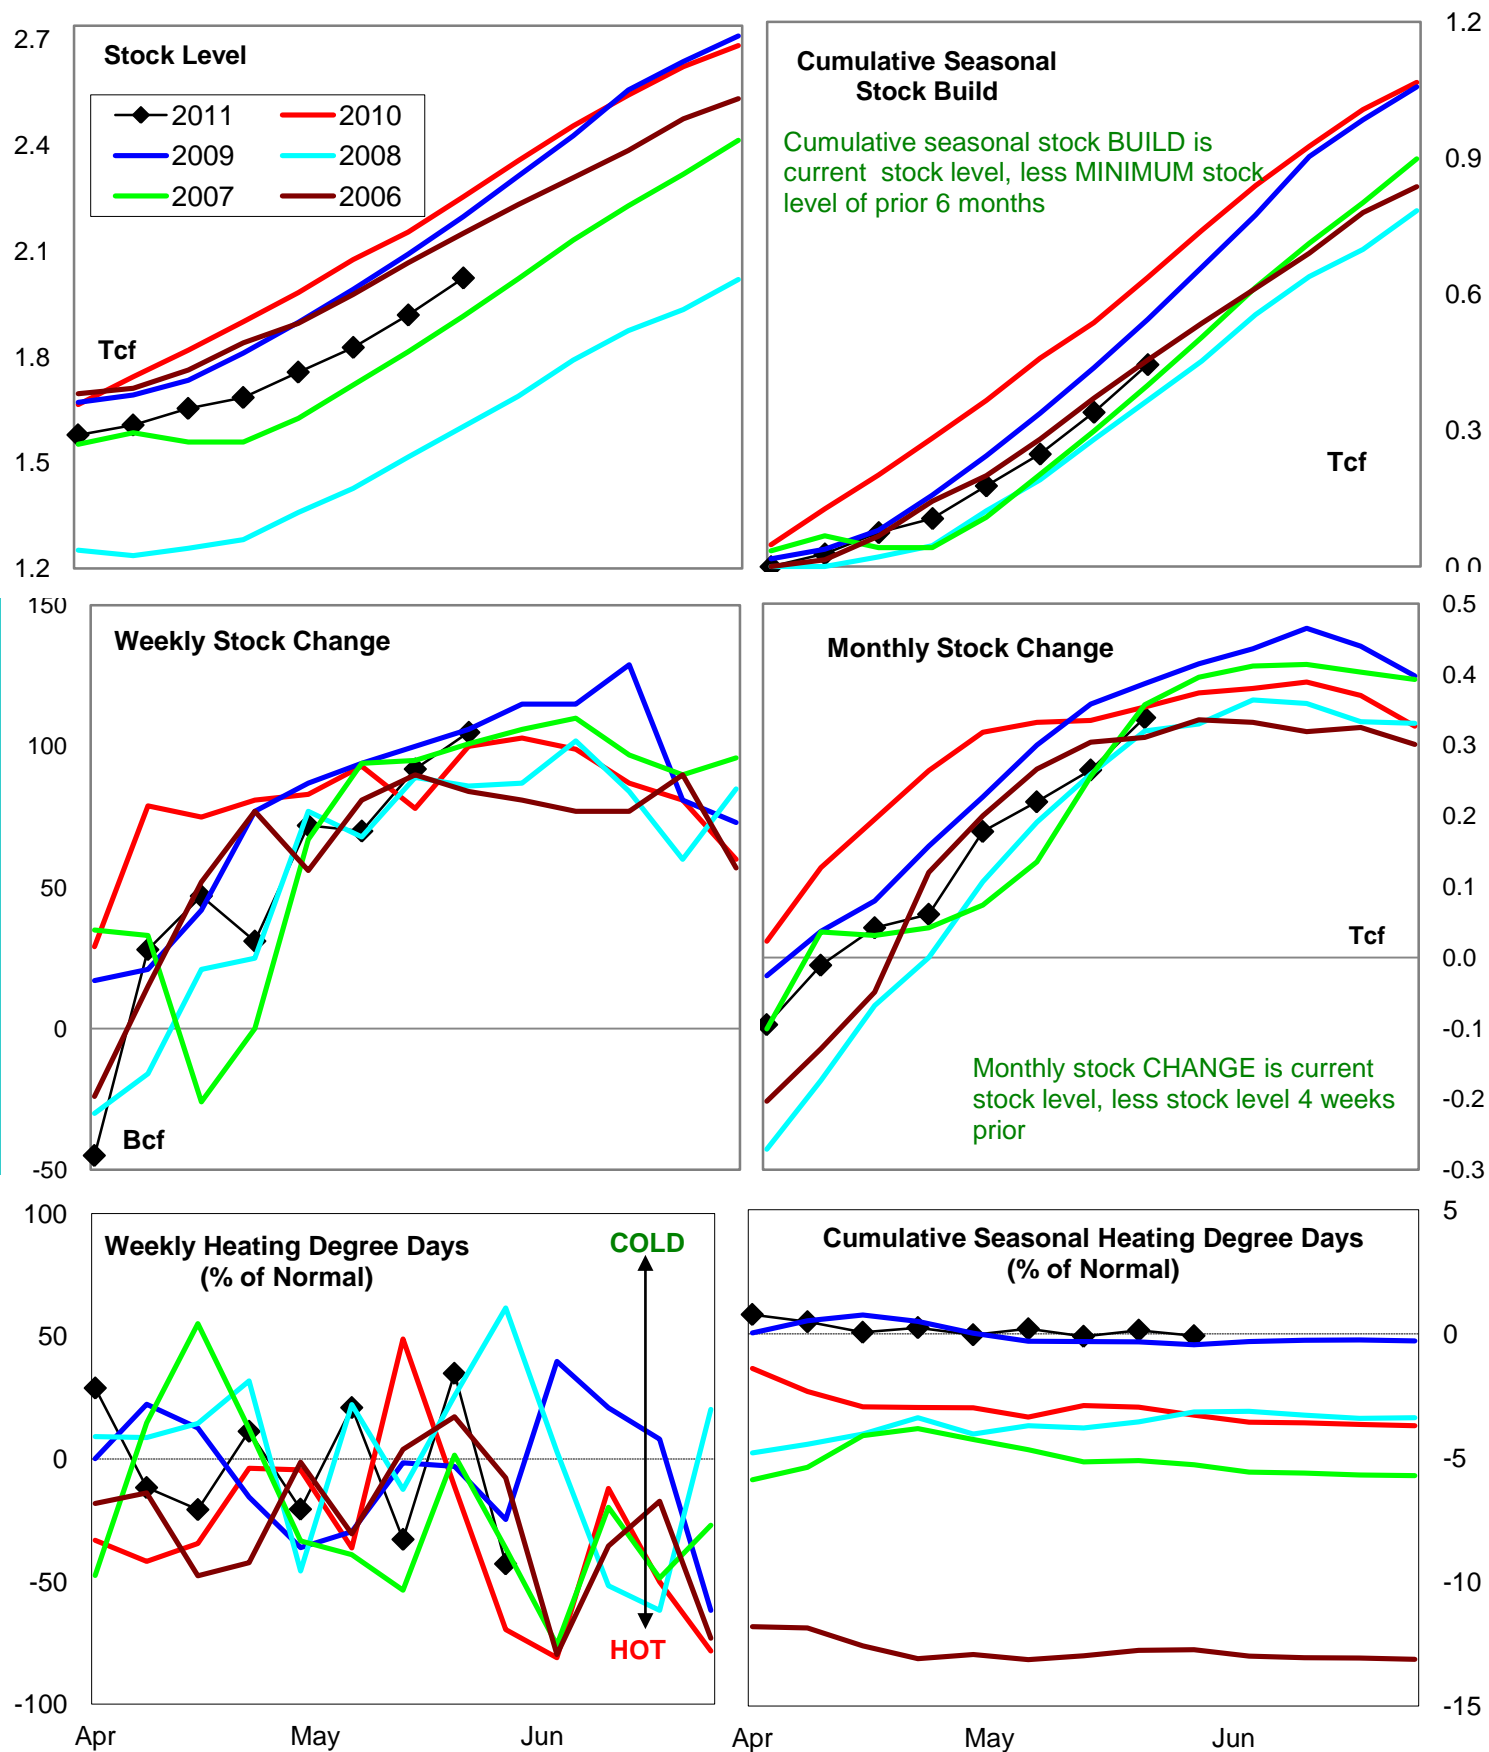 2.7
2.4
2.1
1.8
1.5
1.2
Stock Level
2011
2010
2009
2008
2007
2006
Tcf
1.2
0.9
0.6
0.3
0.0
Cumulative Seasonal
Stock Build
Cumulative seasonal stock BUILD is
current stock level, less MINIMUM stock
level of prior 6 months
Tcf
150
100
50
0
-50
Weekly Stock Change
Bcf
0.5
0.4
0.3
0.2
0.1
0.0
-0.1
-0.2
-0.3
Monthly Stock Change
Tcf
Monthly stock CHANGE is current
stock level, less stock level 4 weeks
prior
100
50
0
-50
-100
Weekly Heating Degree Days
(% of Normal)
COLD
HOT
Apr
May
Jun
5
0
-5
-10
-15
Cumulative Seasonal Heating Degree Days
(% of Normal)
Apr
May
Jun